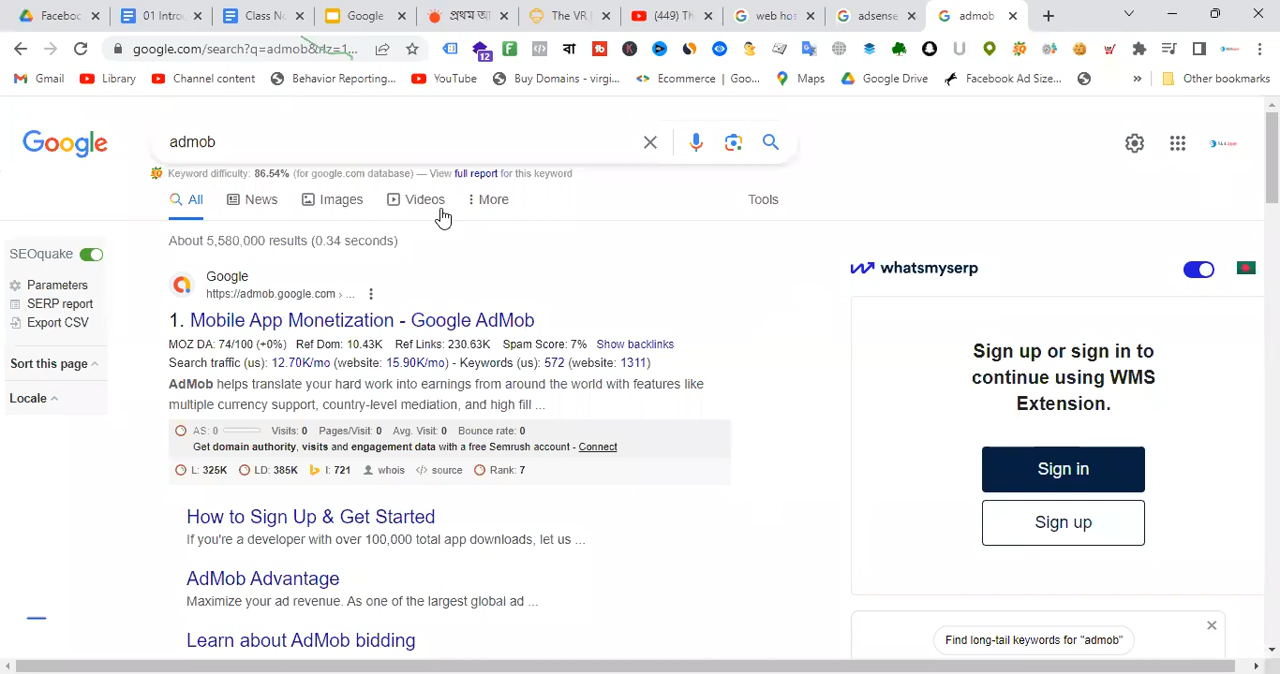 Faceboo
01 Intro
Class N
Google
প্রথম আ
The VR
(449) Th
web hos
adsense
admob
google.com/search?q=admob&rlz=1...
12
বা
Gmail
Library
Channel content
Behavior Reporting...
YouTube
Buy Domains - virgi...
Ecommerce | Goo...
Maps
Google Drive
Facebook Ad Size...
»
Other bookmarks
Google
admob
Keyword difficulty: 86.54% (for google.com database) — View full report for this keyword
All
News
Images
Videos
More
Tools
About 5,580,000 results (0.34 seconds)
SEOquake
Parameters
SERP report
Export CSV
Sort this page
Locale
Google
https://admob.google.com › ...
1. Mobile App Monetization - Google AdMob
MOZ DA: 74/100 (+0%) Ref Dom: 10.43K Ref Links: 230.63K Spam Score: 7% Show backlinks
Search traffic (us): 12.70K/mo (website: 15.90K/mo) - Keywords (us): 572 (website: 1311)
AdMob helps translate your hard work into earnings from around the world with features like
multiple currency support, country-level mediation, and high fill ...
AS: 0 Visits: 0 Pages/Visit: 0 Avg. Visit: 0 Bounce rate: 0
Get domain authority, visits and engagement data with a free Semrush account - Connect
L: 325K LD: 385K I: 721 whois </> source Rank: 7
How to Sign Up & Get Started
If you're a developer with over 100,000 total app downloads, let us ...
AdMob Advantage
Maximize your ad revenue. As one of the largest global ad ...
Learn about AdMob bidding
whatsmyserp
Sign up or sign in to
continue using WMS
Extension.
Sign in
Sign up
Find long-tail keywords for "admob"